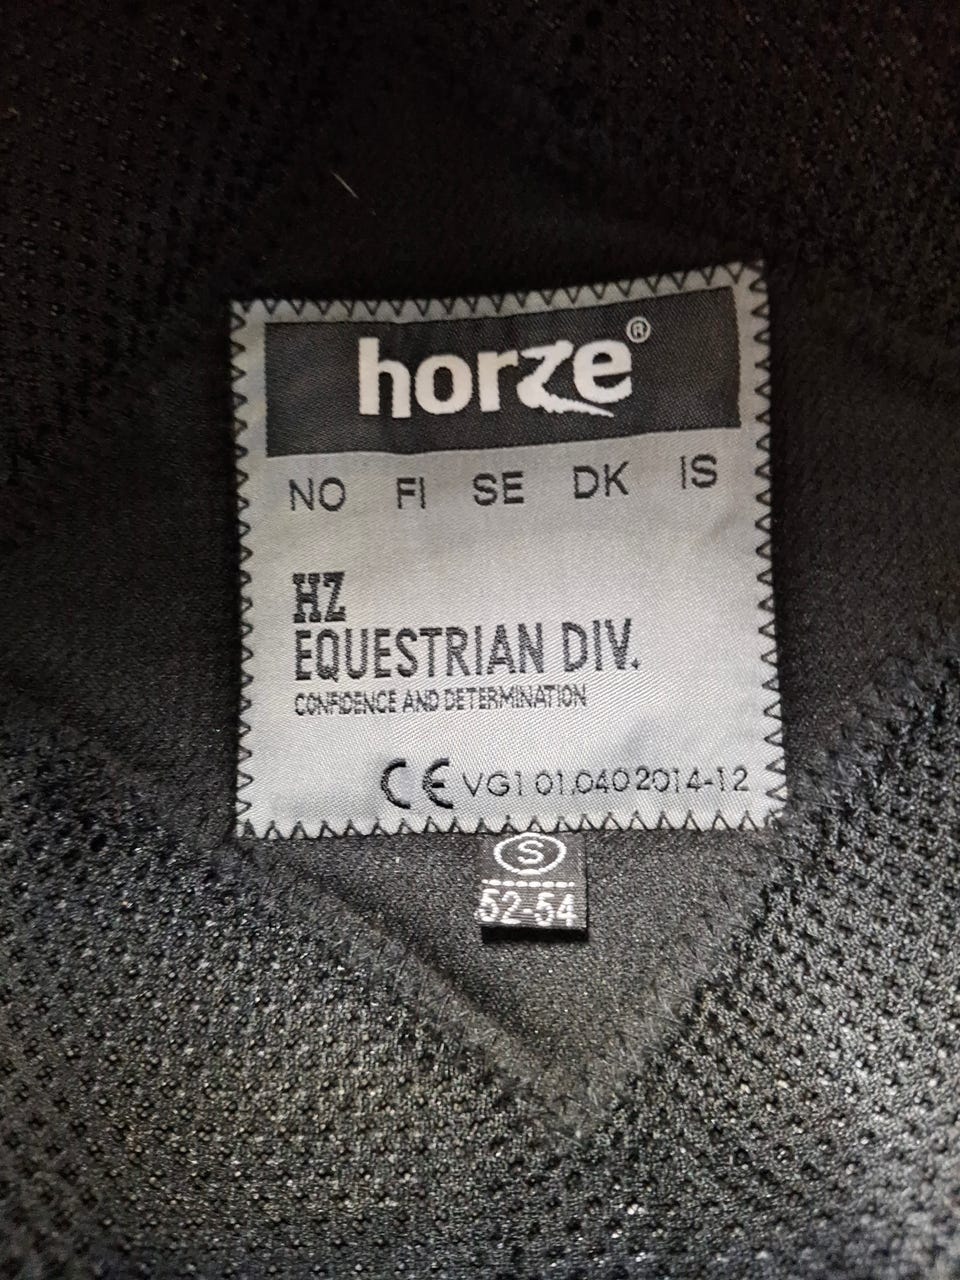 horze®
NO FI SE DK IS
HZ
EQUESTRIAN DIV.
CONFIDENCE AND DETERMINATION
CE VG1 01.040 2014-12
S
52-54